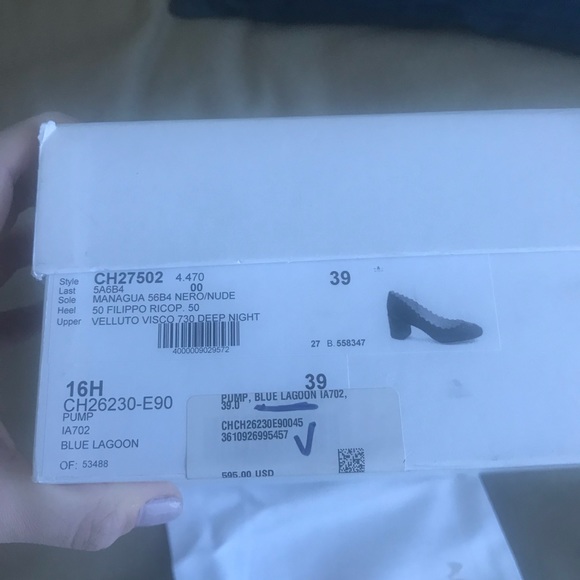 Style CH27502 4.470 39
Last 5A6B4 00
Sole MANAGUA 56B4 NERO/NUDE
Heel 50 FILIPPO RICOP. 50
Upper VELLUTO VISCO 730 DEEP NIGHT
4000009029572
27 B. 558347
16H 39
CH26230-E90
PUMP
IA702
BLUE LAGOON
OF: 53488
PUMP, BLUE LAGOON IA702,
39.0
CHCH26230E90045
3610926995457
595.00 USD